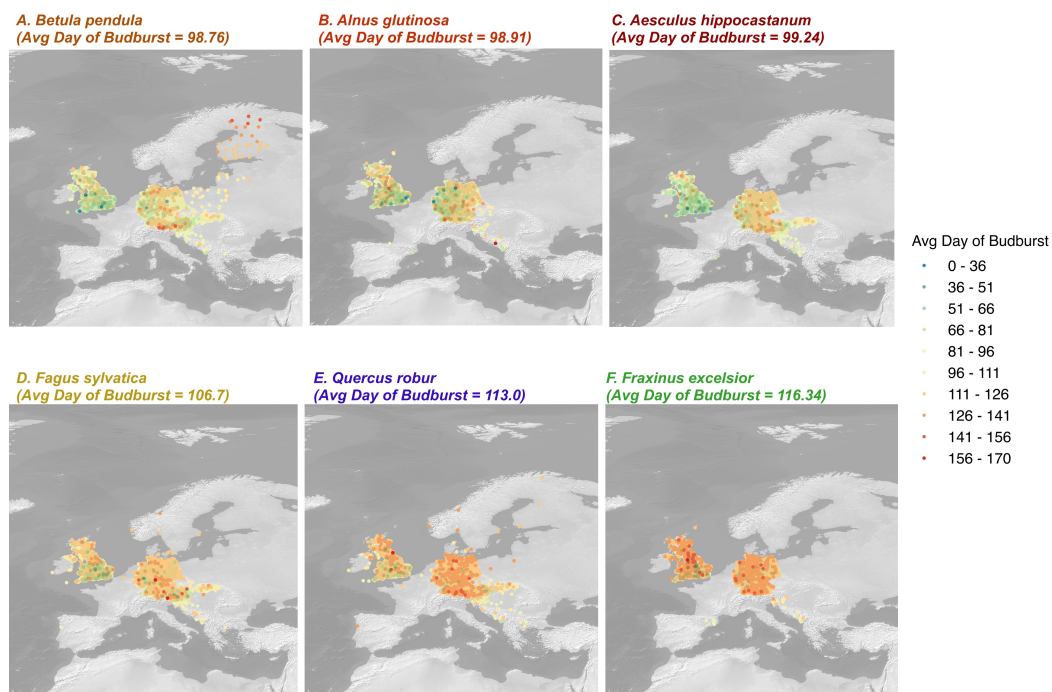 A. Betula pendula
(Avg Day of Budburst = 98.76)
B. Alnus glutinosa
(Avg Day of Budburst = 98.91)
C. Aesculus hippocastanum
(Avg Day of Budburst = 99.24)
Avg Day of Budburst
0 - 36
36 - 51
51 - 66
66 - 81
81 - 96
96 - 111
111 - 126
126 - 141
141 - 156
156 - 170
D. Fagus sylvatica
(Avg Day of Budburst = 106.7)
E. Quercus robur
(Avg Day of Budburst = 113.0)
F. Fraxinus excelsior
(Avg Day of Budburst = 116.34)